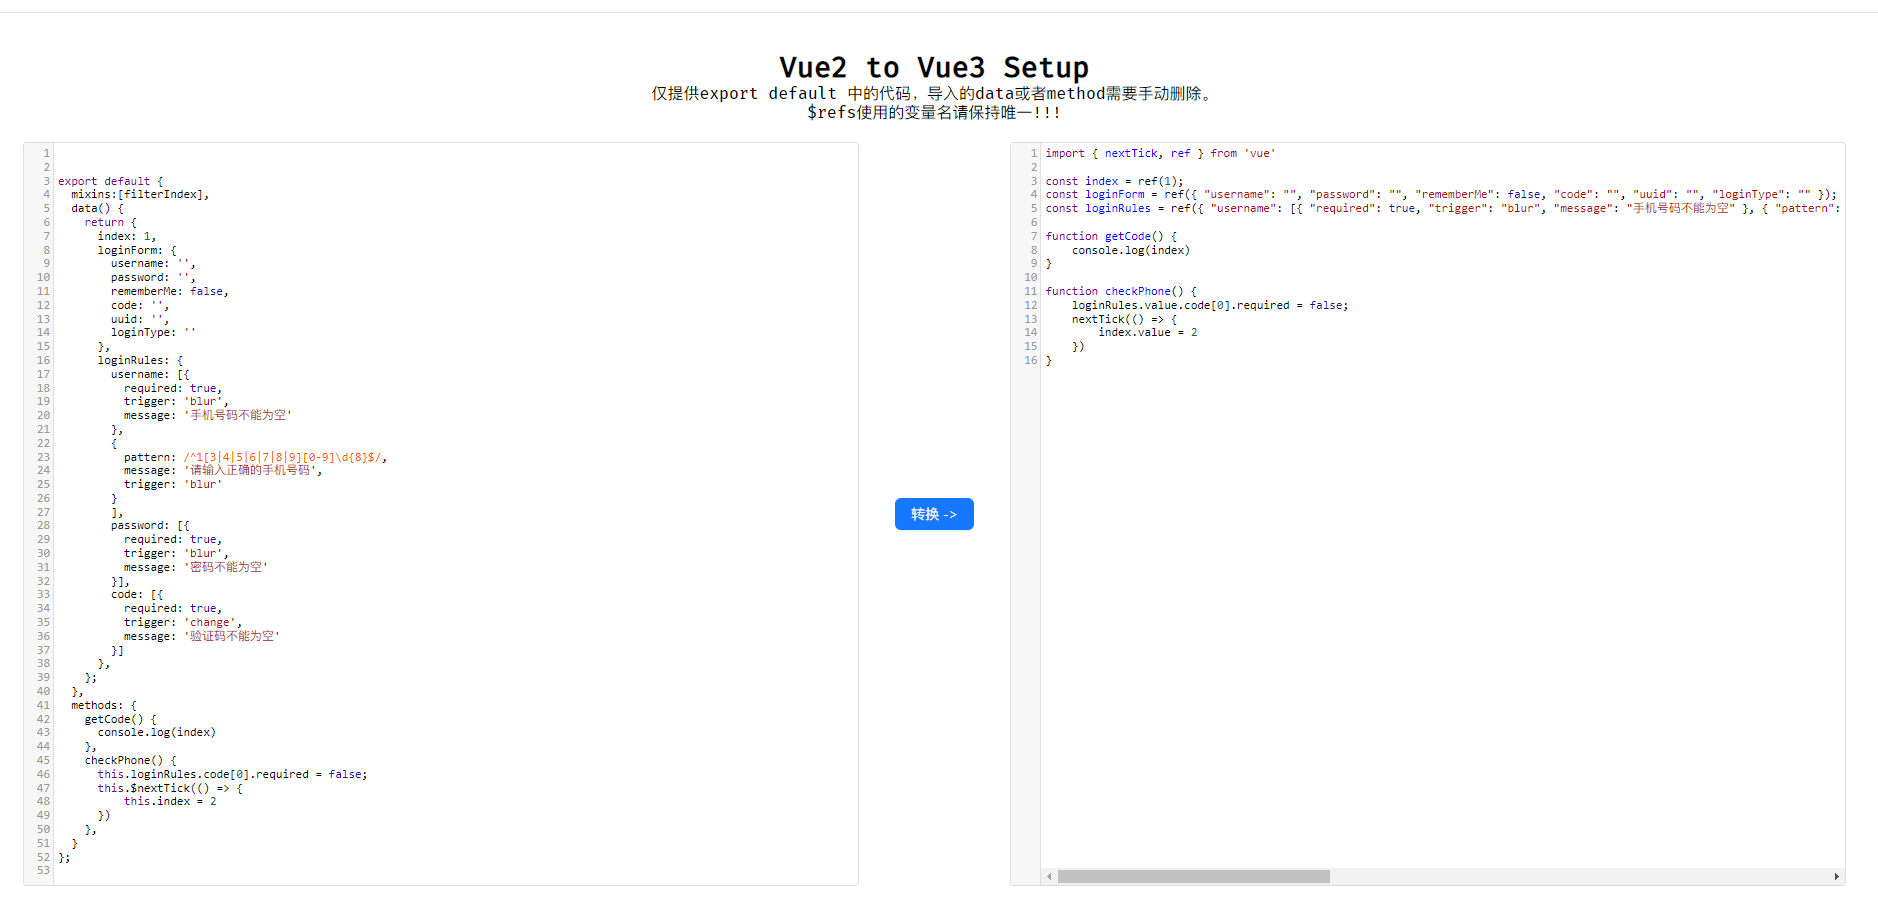 Vue2 to Vue3 Setup
仅提供export default 中的代码，导入的data或者method需要手动删除。
$refs使用的变量名请保持唯一!!!
1
2
3 export default {
4 mixins:[filterIndex],
5 data() {
6 return {
7 index: 1,
8 loginForm: {
9 username: '',
10 password: '',
11 rememberMe: false,
12 code: '',
13 uuid: '',
14 loginType: ''
15 },
16 loginRules: {
17 username: [{
18 required: true,
19 trigger: 'blur',
20 message: '手机号码不能为空'
21 },
22 {
23 pattern: /^1[3|4|5|6|7|8|9][0-9]\d{8}$/,
24 message: '请输入正确的手机号码',
25 trigger: 'blur'
26 }
27 ],
28 password: [{
29 required: true,
30 trigger: 'blur',
31 message: '密码不能为空'
32 }],
33 code: [{
34 required: true,
35 trigger: 'change',
36 message: '验证码不能为空'
37 }]
38 },
39 };
40 },
41 methods: {
42 getCode() {
43 console.log(index)
44 },
45 checkPhone() {
46 this.loginRules.code[0].required = false;
47 this.$nextTick(() => {
48 this.index = 2
49 })
50 },
51 }
52 };
53
转换 ->
1 import { nextTick, ref } from 'vue'
2
3 const index = ref(1);
4 const loginForm = ref({ "username": "", "password": "", "rememberMe": false, "code": "", "uuid": "", "loginType": "" });
5 const loginRules = ref({ "username": [{ "required": true, "trigger": "blur", "message": "手机号码不能为空" }, { "pattern":
6
7 function getCode() {
8 console.log(index)
9 }
10
11 function checkPhone() {
12 loginRules.value.code[0].required = false;
13 nextTick(() => {
14 index.value = 2
15 })
16 }